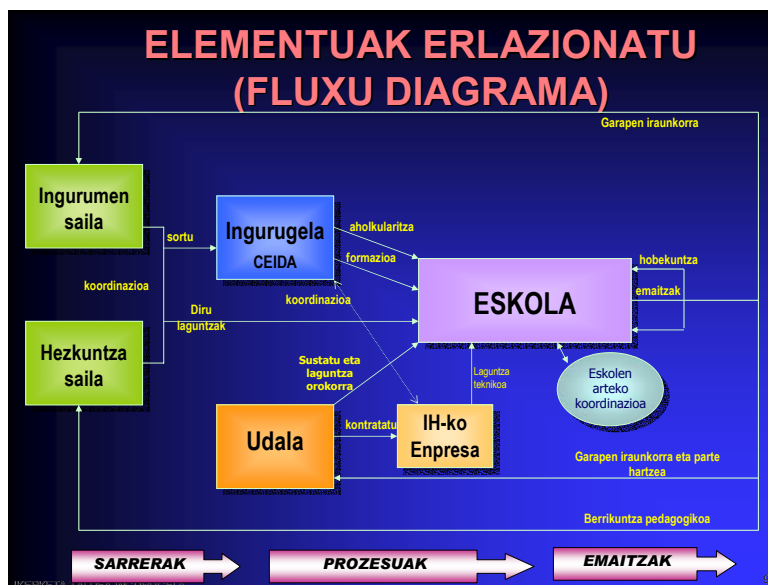 ELEMENTUAK ERLAZIONATU
(FLUXU DIAGRAMA)
Garapen iraunkorra
Ingurumen
saila
Ingurugela
CEIDA
sortu
aholkularitza
formazioa
koordinazioa
koordinazioa
ESKOLA
hobekuntza
emaitzak
Diru
laguntzak
Hezkuntza
saila
Sustatu eta
laguntza
orokorra
Laguntza
teknikoa
Eskolen
arteko
koordinazioa
Udala
kontratatu
IH-ko
Enpresa
Garapen iraunkorra eta parte
hartzea
Berrikuntza pedagogikoa
SARRERAK
PROZESUAK
EMAITZAK